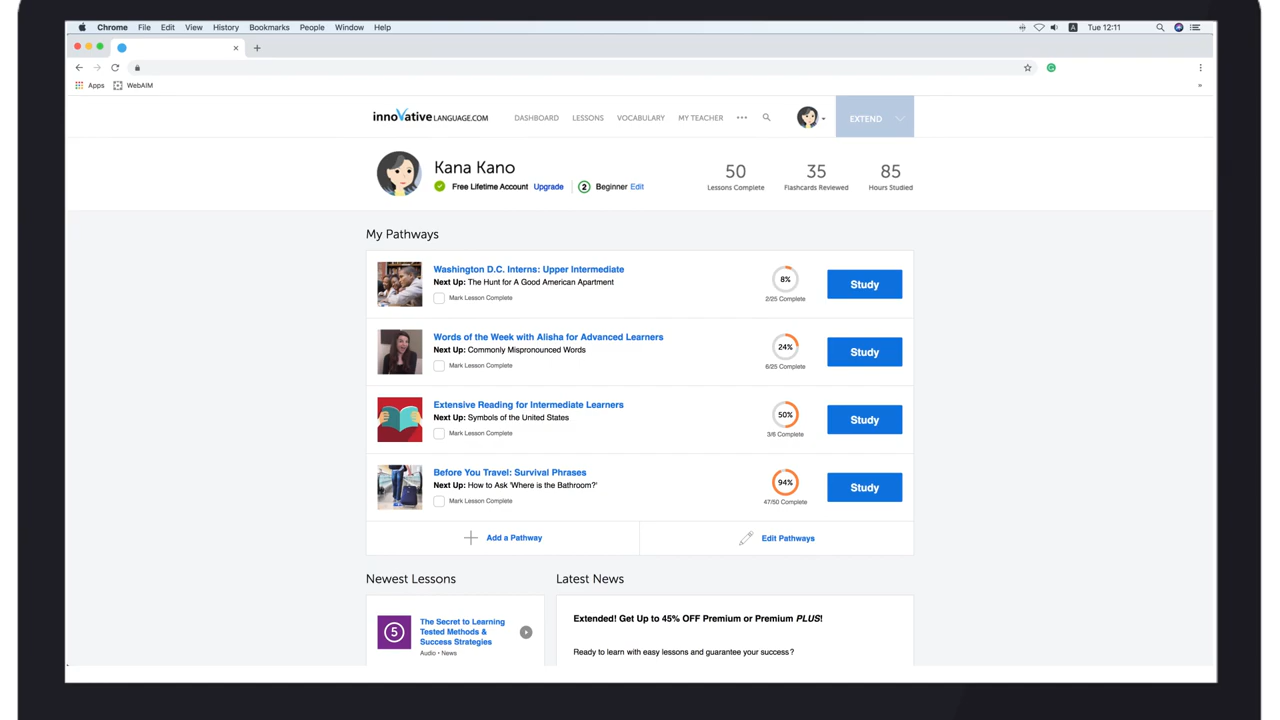 Chrome File Edit View History Bookmarks People Window Help
A Tue 12:11
Apps WebAIM
innoVative LANGUAGE.COM DASHBOARD LESSONS VOCABULARY MY TEACHER ••• EXTEND
Kana Kano
Free Lifetime Account Upgrade 2 Beginner Edit
50 35 85
Lessons Complete Flashcards Reviewed Hours Studied
My Pathways
Washington D.C. Interns: Upper Intermediate
Next Up: The Hunt for A Good American Apartment
Mark Lesson Complete
8%
2/25 Complete
Study
Words of the Week with Alisha for Advanced Learners
Next Up: Commonly Mispronounced Words
Mark Lesson Complete
24%
6/25 Complete
Study
Extensive Reading for Intermediate Learners
Next Up: Symbols of the United States
Mark Lesson Complete
50%
3/6 Complete
Study
Before You Travel: Survival Phrases
Next Up: How to Ask 'Where is the Bathroom?'
Mark Lesson Complete
94%
47/50 Complete
Study
Add a Pathway
Edit Pathways
Newest Lessons
5
The Secret to Learning
Tested Methods &
Success Strategies
Audio • News
Latest News
Extended! Get Up to 45% OFF Premium or Premium PLUS!
Ready to learn with easy lessons and guarantee your success?